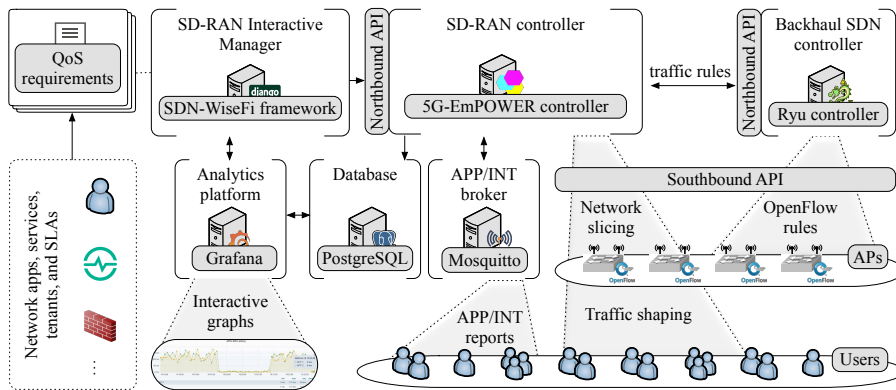 QoS
requirements
SD-RAN Interactive
Manager
django
SDN-WiseFi framework
Northbound API
SD-RAN controller
5G-EmPOWER controller
traffic rules
Northbound API
Backhaul SDN
controller
Ryu controller
Network apps, services,
tenants, and SLAs
...
Analytics
platform
Grafana
Database
PostgreSQL
APP/INT
broker
Mosquitto
Southbound API
Network
slicing
OpenFlow
rules
OpenFlow
OpenFlow
OpenFlow
OpenFlow
APs
Interactive
graphs
APP/INT
reports
Traffic shaping
Users